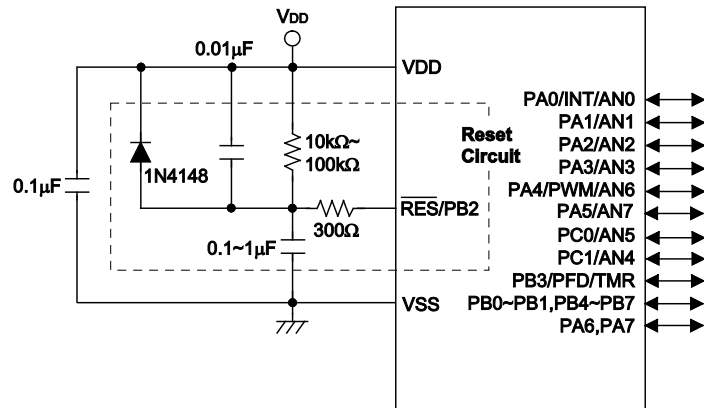 VDD
0.01µF
VDD
PA0/INT/AN0
PA1/AN1
Reset
Circuit
10kΩ~
100kΩ
PA2/AN2
1N4148
PA3/AN3
0.1µF
PA4/PWM/AN6
RES/PB2
PA5/AN7
300Ω
PC0/AN5
0.1~1µF
PC1/AN4
PB3/PFD/TMR
VSS
PB0~PB1,PB4~PB7
PA6,PA7